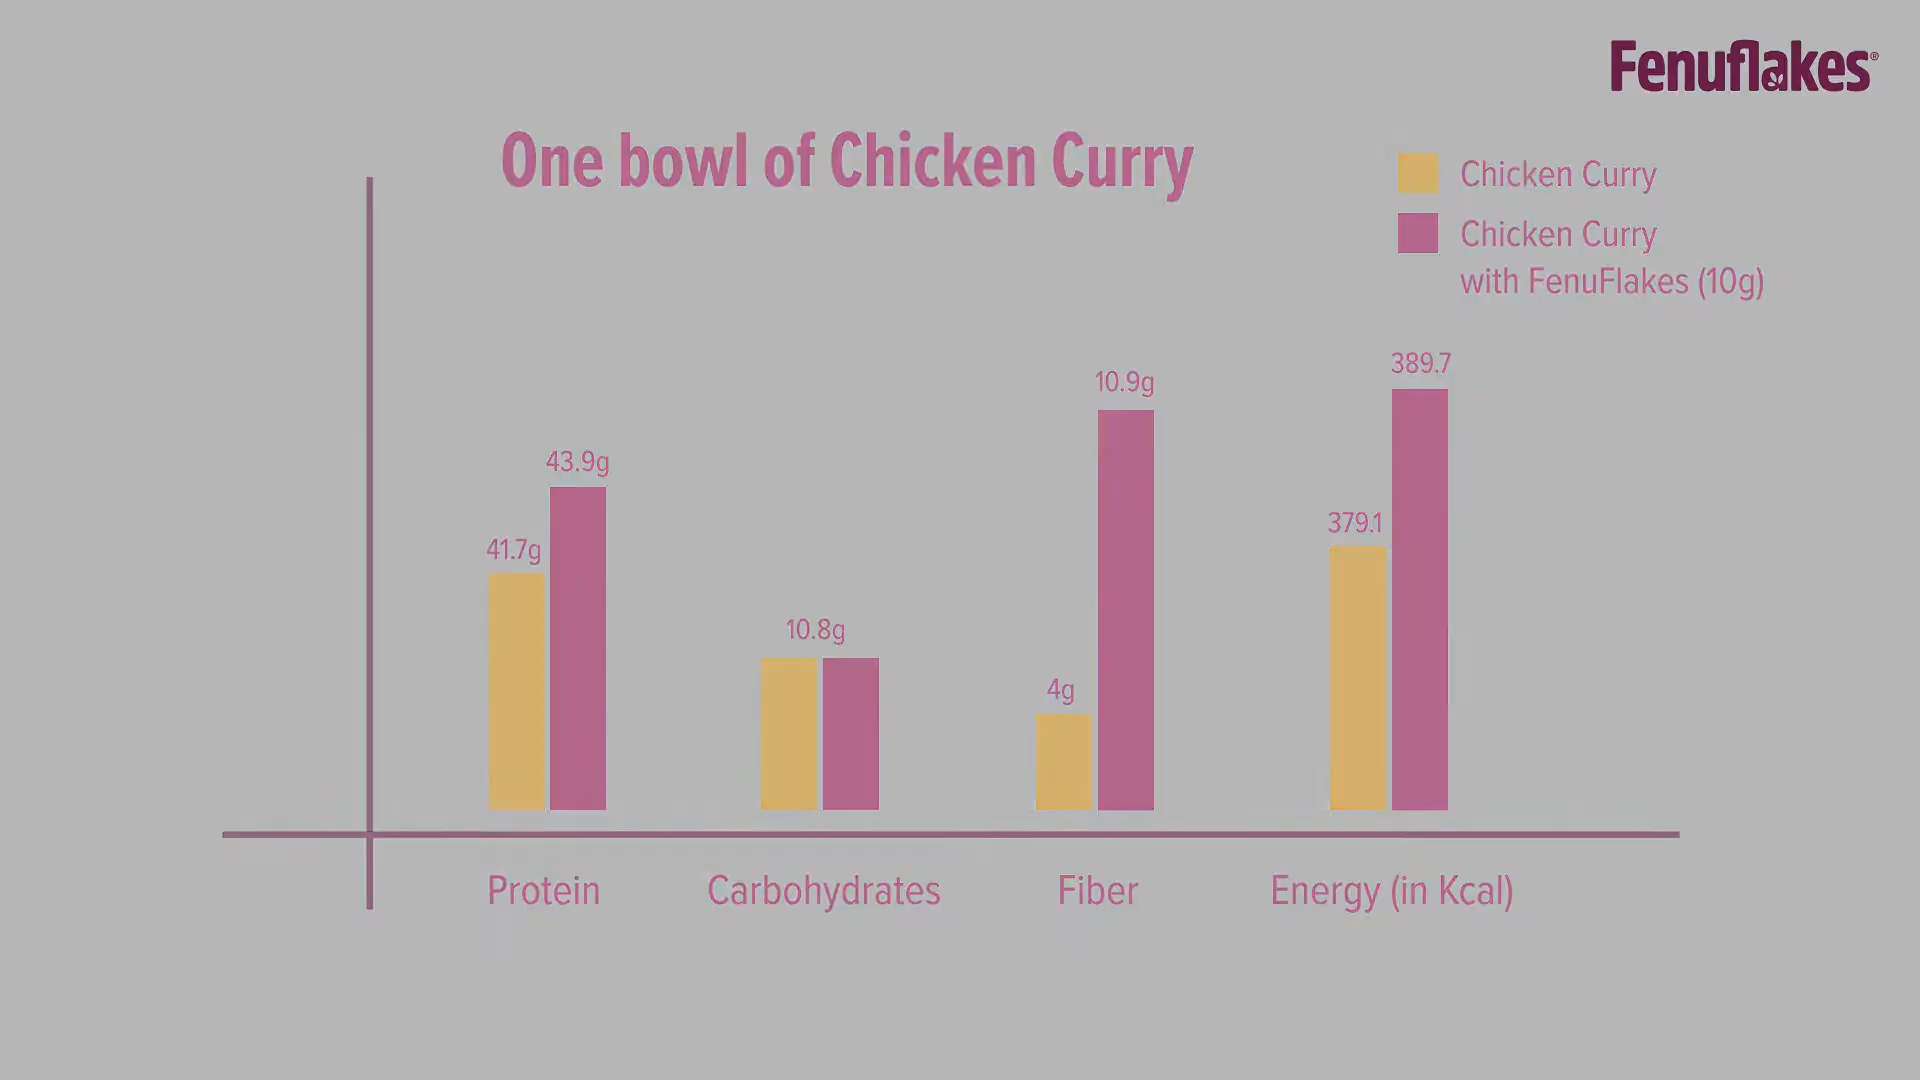 Fenuflakes®
One bowl of Chicken Curry
Chicken Curry
Chicken Curry
with FenuFlakes (10g)
41.7g
43.9g
10.8g
4g
10.9g
379.1
389.7
Protein
Carbohydrates
Fiber
Energy (in Kcal)